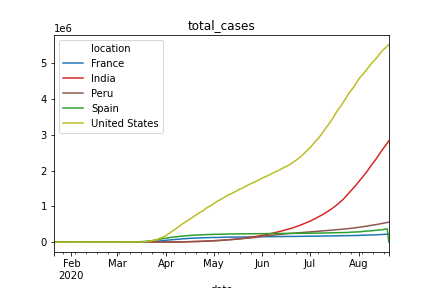 total_cases
1e6
location
France
India
Peru
Spain
United States
5
4
3
2
1
0
Feb Mar Apr May Jun Jul Aug
2020